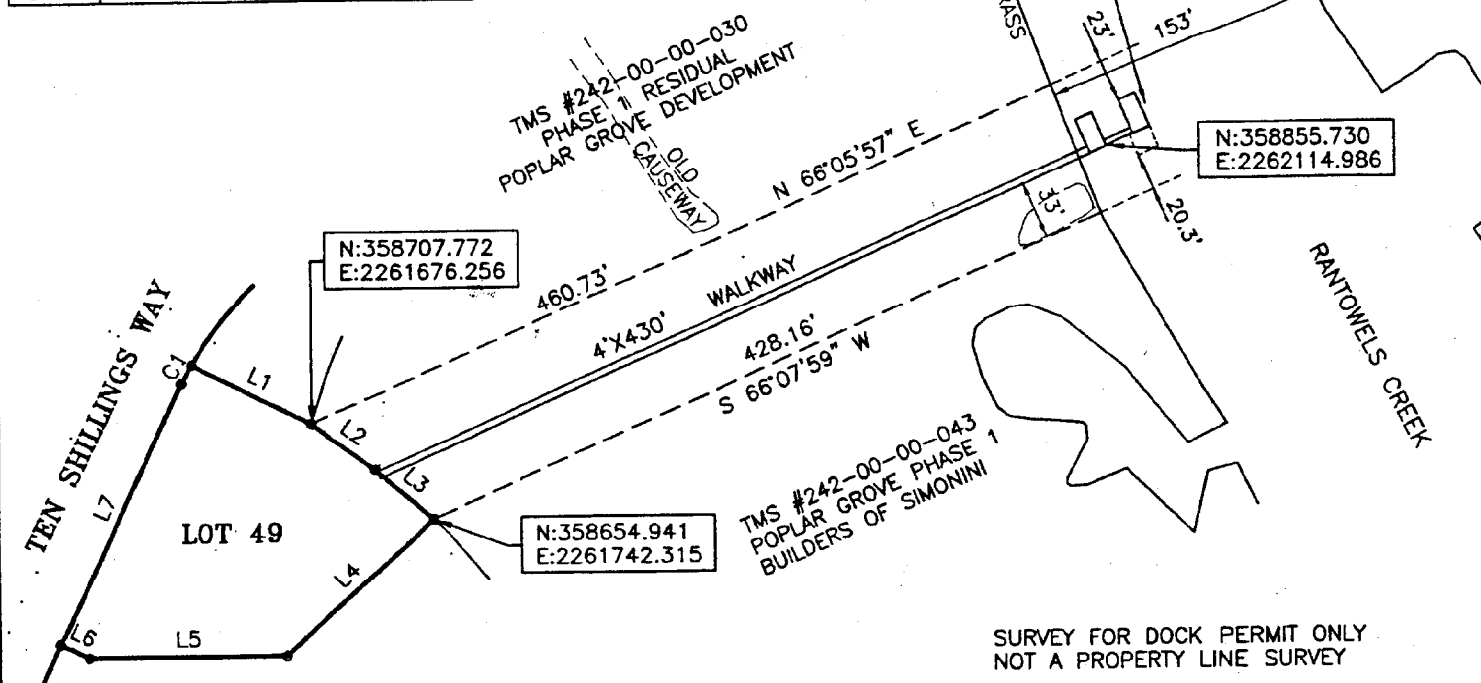 TMS #242-00-00-030
PHASE 1 RESIDUAL
POPLAR GROVE DEVELOPMENT
OLD
CAUSEWAY
23'
153'
N 66°05'57" E
N:358855.730
E:2262114.986
33'
20.3'
N:358707.772
E:2261676.256
460.73'
WALKWAY
4'X430'
428.16'
S 66°07'59" W
RANTOWELS CREEK
TEN SHILLINGS WAY
C1
L1
L2
L3
L7
LOT 49
N:358654.941
E:2261742.315
TMS #242-00-00-043
POPLAR GROVE PHASE 1
BUILDERS OF SIMONINI
L4
L6
L5
SURVEY FOR DOCK PERMIT ONLY
NOT A PROPERTY LINE SURVEY